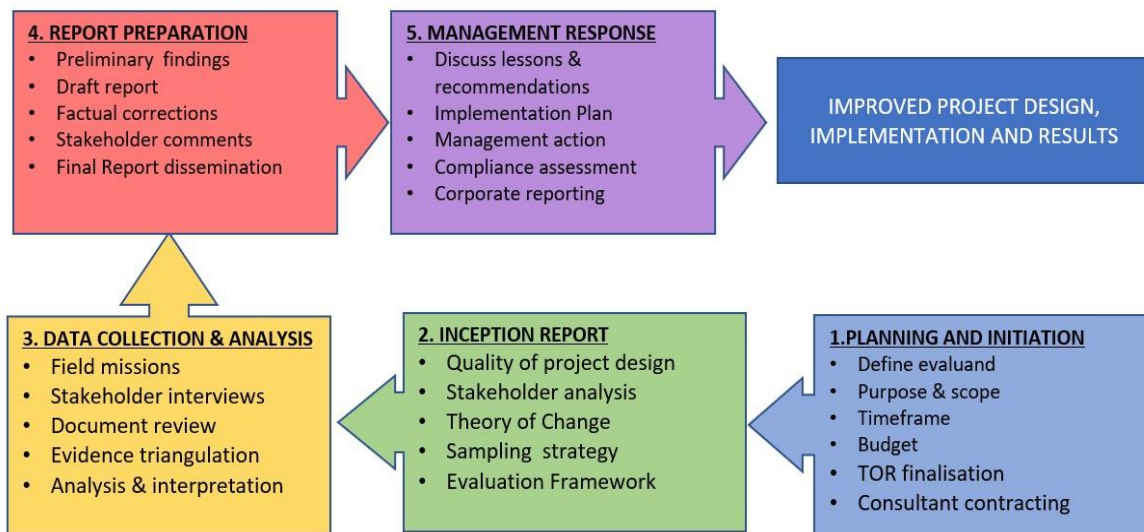 4. REPORT PREPARATION
• Preliminary findings
• Draft report
• Factual corrections
• Stakeholder comments
• Final Report dissemination
5. MANAGEMENT RESPONSE
• Discuss lessons &
recommendations
• Implementation Plan
• Management action
• Compliance assessment
• Corporate reporting
IMPROVED PROJECT DESIGN,
IMPLEMENTATION AND RESULTS
3. DATA COLLECTION & ANALYSIS
• Field missions
• Stakeholder interviews
• Document review
• Evidence triangulation
• Analysis & interpretation
2. INCEPTION REPORT
• Quality of project design
• Stakeholder analysis
• Theory of Change
• Sampling strategy
• Evaluation Framework
1.PLANNING AND INITIATION
• Define evaluand
• Purpose & scope
• Timeframe
• Budget
• TOR finalisation
• Consultant contracting